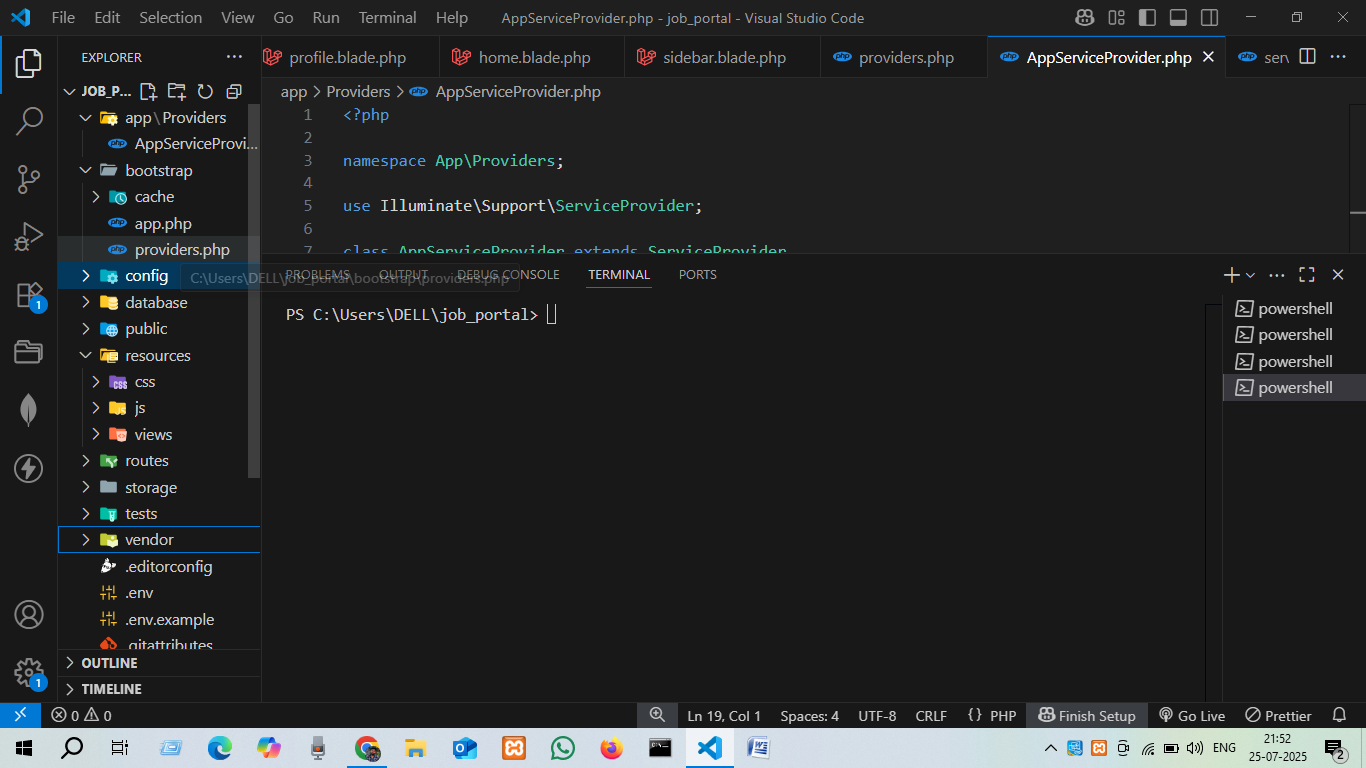 File Edit Selection View Go Run Terminal Help AppServiceProvider.php - job_portal - Visual Studio Code
EXPLORER
profile.blade.php home.blade.php sidebar.blade.php providers.php AppServiceProvider.php
JOB_P...
app\Providers
AppServiceProvi...
bootstrap
cache
app.php
providers.php
config
database
public
resources
css
js
views
routes
storage
tests
vendor
.editorconfig
.env
.env.example
.gitattributes
OUTLINE
TIMELINE
app > Providers > AppServiceProvider.php
1 <?php
2
3 namespace App\Providers;
4
5 use Illuminate\Support\ServiceProvider;
6
7 class AppServiceProvider extends ServiceProvider
PROBLEMS OUTPUT DEBUG CONSOLE TERMINAL PORTS
C:\Users\DELL\job_portal\bootstrap\providers.php
PS C:\Users\DELL\job_portal>
powershell
powershell
powershell
powershell
1
1
0 0 Ln 19, Col 1 Spaces: 4 UTF-8 CRLF {} PHP Finish Setup Go Live Prettier
ENG 21:52
25-07-2025
2